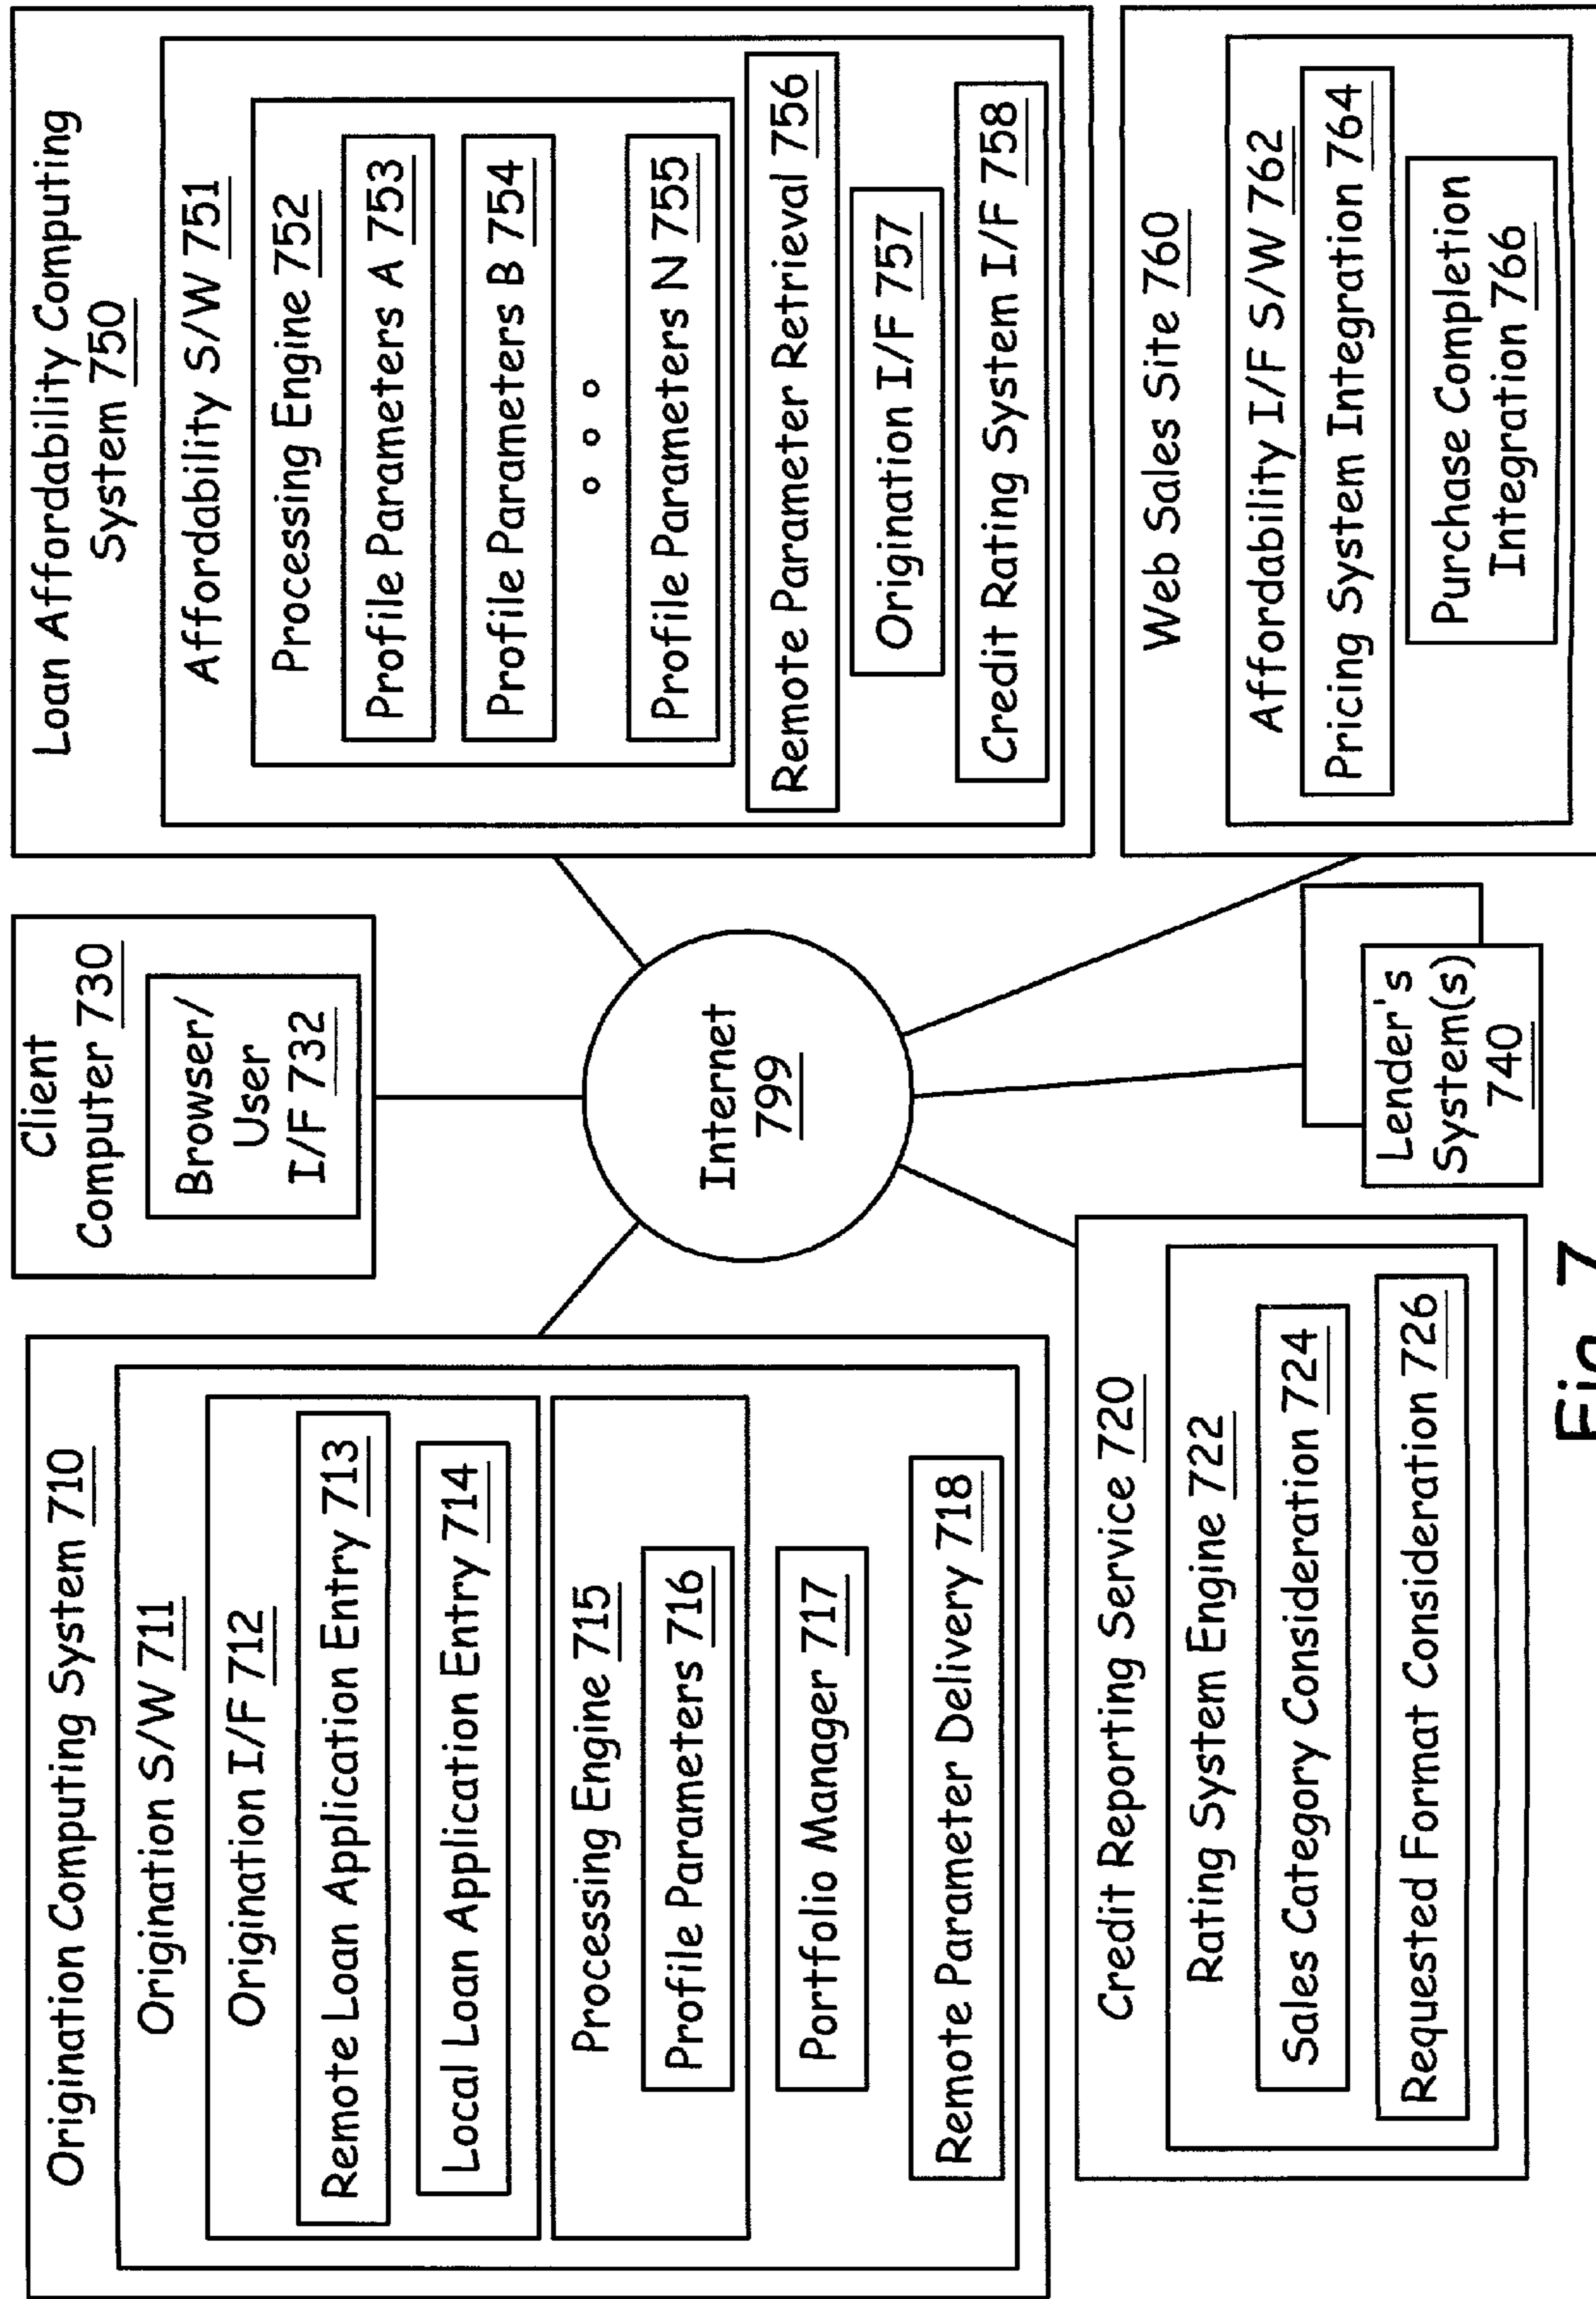 Origination Computing System 710
Origination S/W 711
Origination I/F 712
Remote Loan Application Entry 713
Local Loan Application Entry 714
Processing Engine 715
Profile Parameters 716
Portfolio Manager 717
Remote Parameter Delivery 718
Credit Reporting Service 720
Rating System Engine 722
Sales Category Consideration 724
Requested Format Consideration 726
Client
Computer 730
Browser/
User
I/F 732
Internet
799
Lender's
System(s)
740
Loan Affordability Computing
System 750
Affordability S/W 751
Processing Engine 752
Profile Parameters A 753
Profile Parameters B 754
Profile Parameters N 755
Remote Parameter Retrieval 756
Origination I/F 757
Credit Rating System I/F 758
Web Sales Site 760
Affordability I/F S/W 762
Pricing System Integration 764
Purchase Completion
Integration 766
Fig. 7